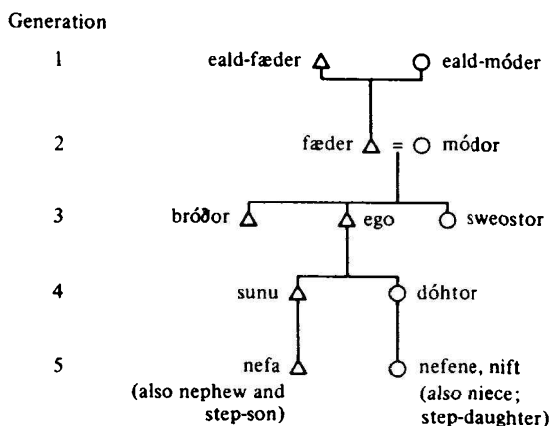 Generation
1 eald-fæder eald-móder
2 fæder = módor
3 bróðor ego sweostor
4 sunu dóhtor
5 nefa nefene, nift
(also nephew and (also niece;
step-son) step-daughter)